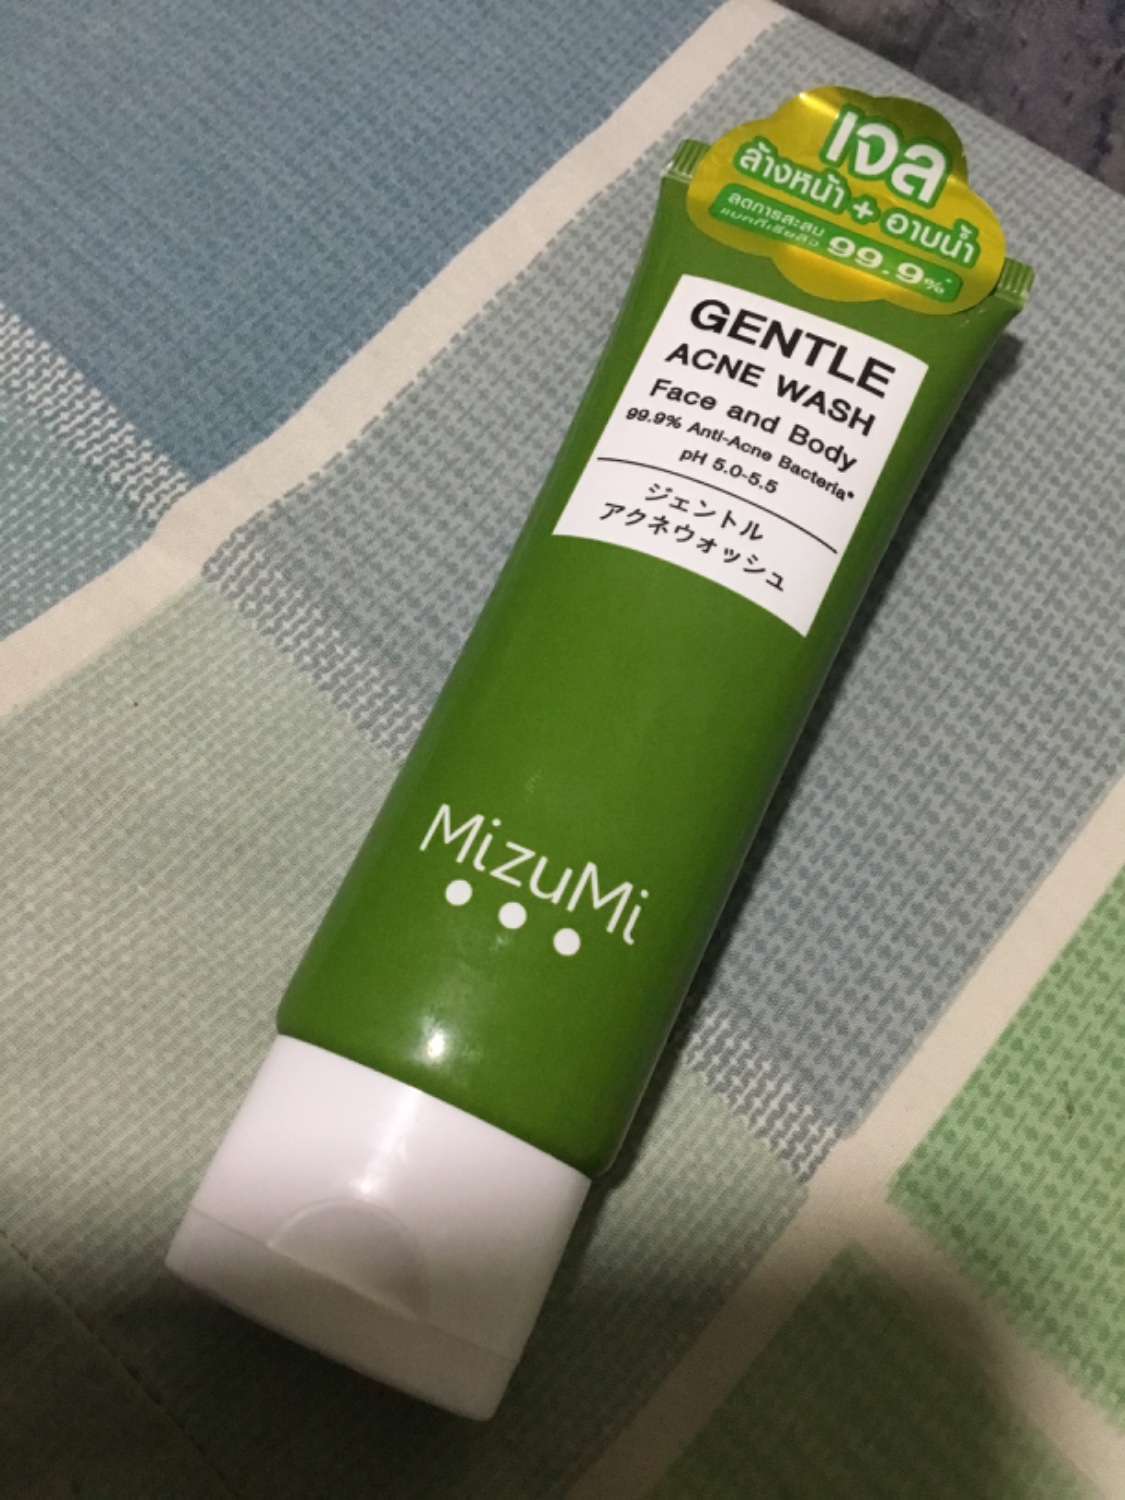 เจล
ล้างหน้า + อาบน้ำ
ลดการสะสม
แบคทีเรียสิว 99.9%*
GENTLE
ACNE WASH
Face and Body
99.9% Anti-Acne Bacteria*
pH 5.0-5.5
ジェントル
アクネウォッシュ
MizuMi